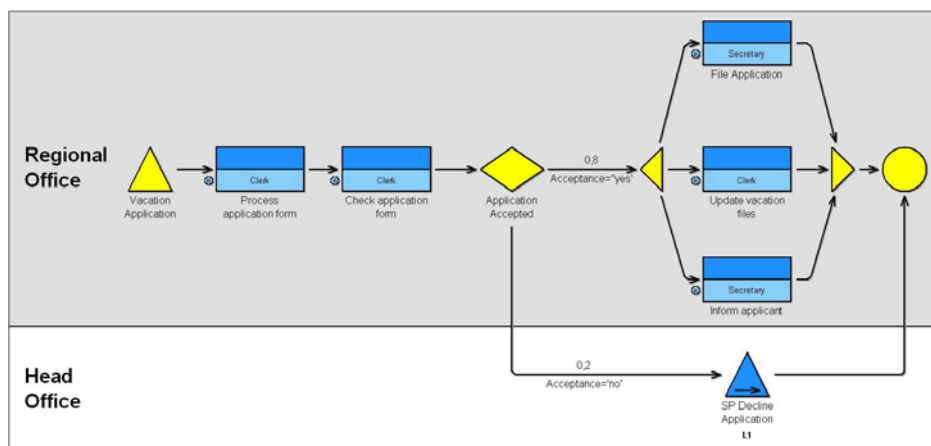 Secretary
File Application
Regional
Office
Vacation
Application
Clerk
Process
application form
Clerk
Check application
form
Application
Accepted
0,8
Acceptance="yes'
Clerk
Update vacation
files
Secretary
Inform applicant
Head
Office
0,2
Acceptance='no'
SP Decline
Application
L1